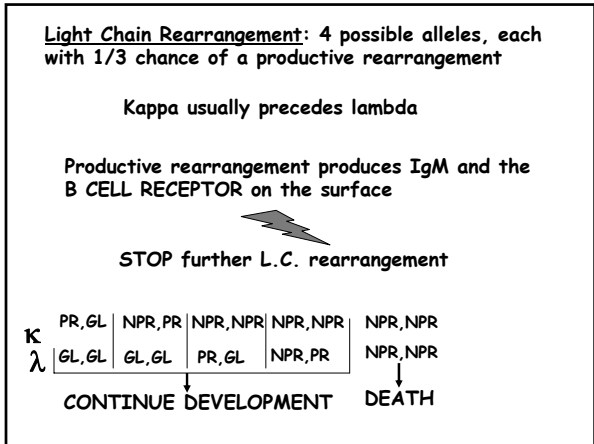 Light Chain Rearrangement: 4 possible alleles, each
with 1/3 chance of a productive rearrangement
Kappa usually precedes lambda
Productive rearrangement produces IgM and the
B CELL RECEPTOR on the surface
STOP further L.C. rearrangement
κ PR,GL NPR,PR NPR,NPR NPR,NPR NPR,NPR
λ GL,GL GL,GL PR,GL NPR,PR NPR,NPR
CONTINUE DEVELOPMENT DEATH